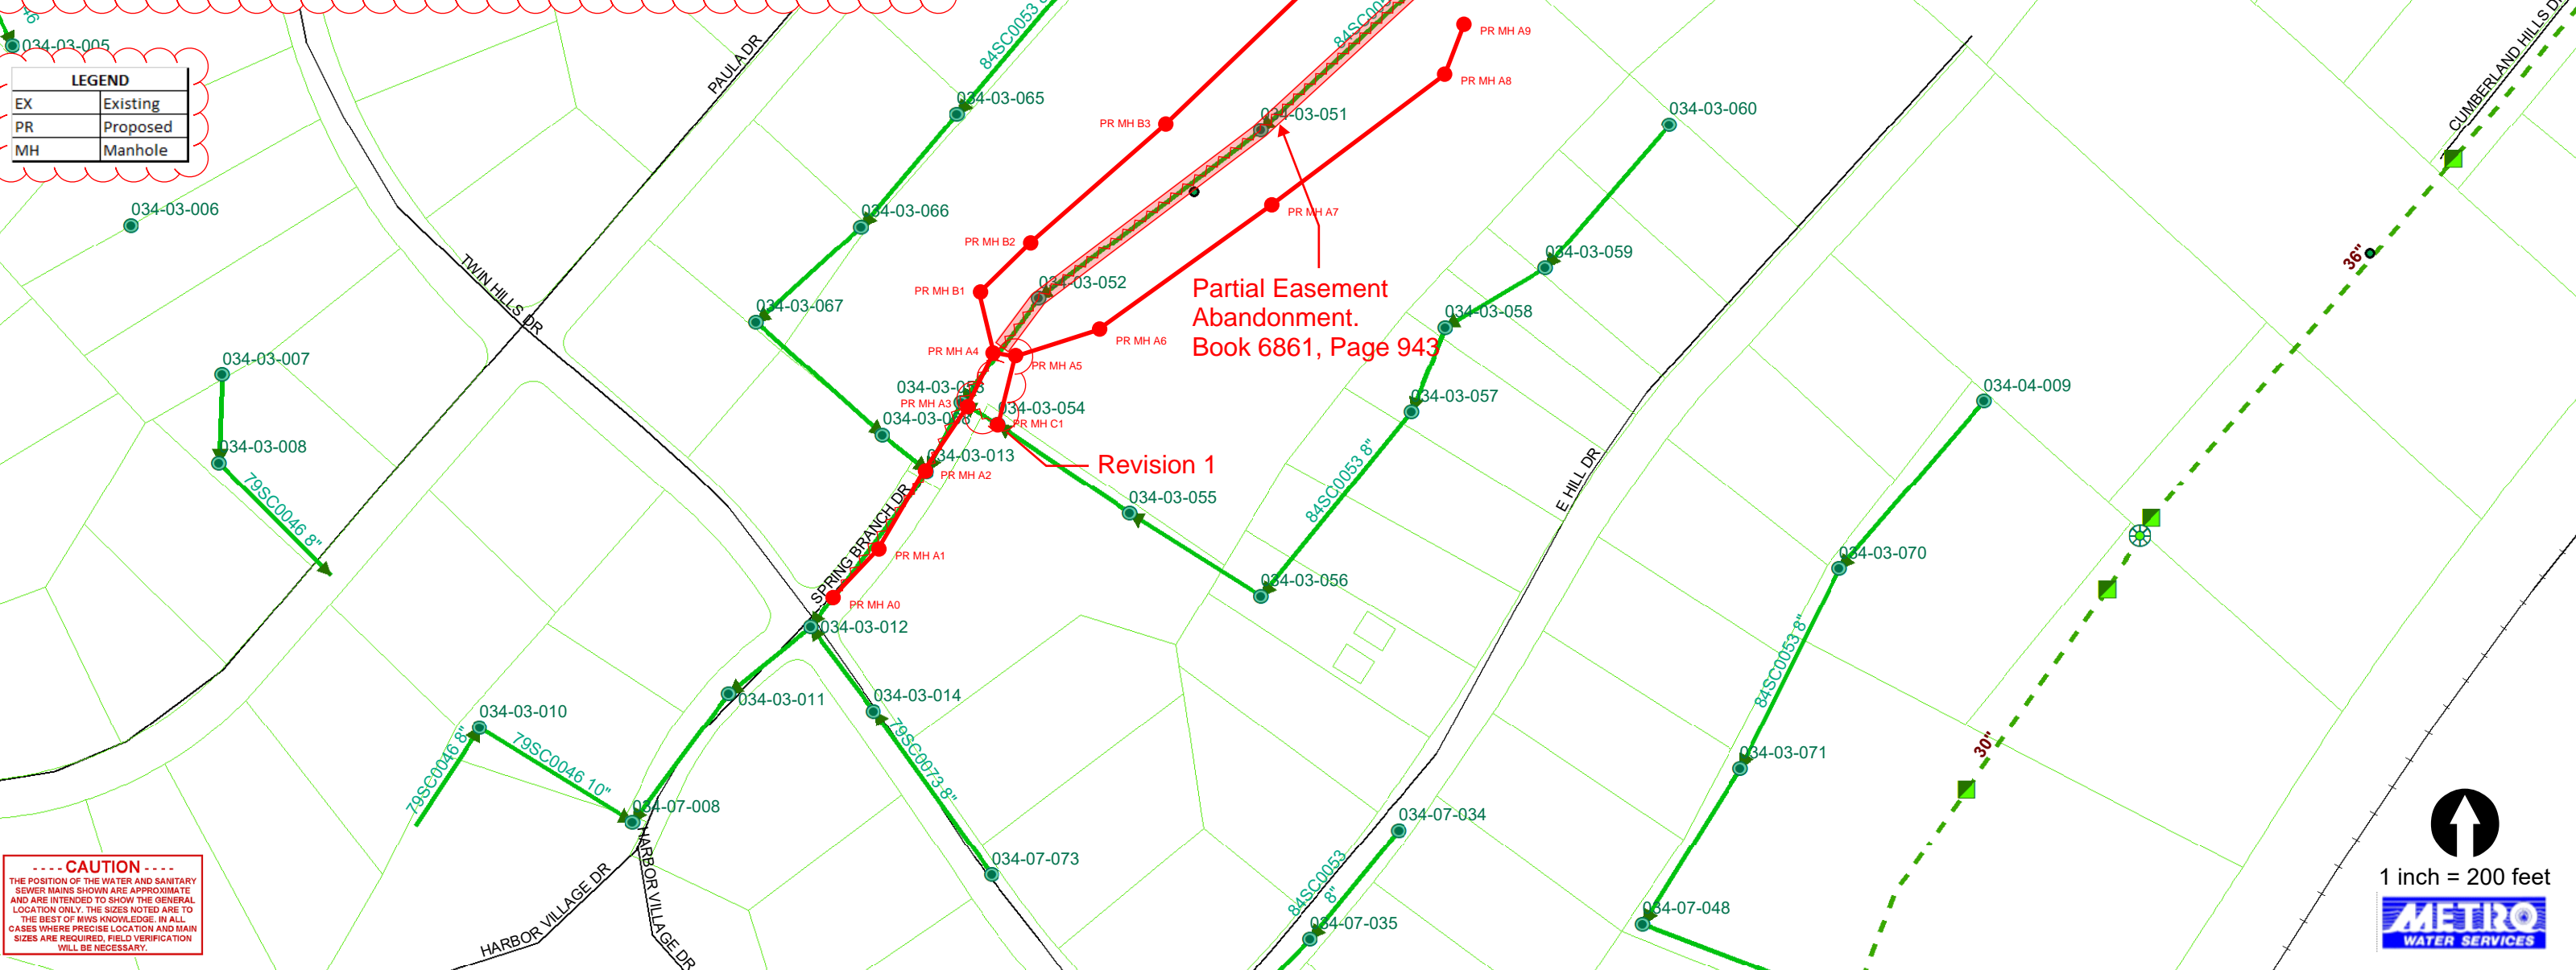 84SC0053 8"
034-03-005
LEGEND
EX Existing
PR Proposed
MH Manhole
PAULA DR
034-03-065
PR MH B3
034-03-051
PR MH A9
PR MH A8
034-03-060
CUMBERLAND HILLS DR
034-03-006
034-03-066
PR MH B2
PR MH A7
TWIN HILLS DR
034-03-059
36"
034-03-067
PR MH B1
034-03-052
Partial Easement
Abandonment.
Book 6861, Page 943
034-03-058
PR MH A6
034-03-007
PR MH A4
PR MH A5
034-03-053
PR MH A3
034-03-054
PR MH C1
034-03-057
034-04-009
034-03-068
034-03-008
034-03-013
PR MH A2
Revision 1
84SC0053 8"
E HILL DR
79SC0046 8"
034-03-055
SPRING BRANCH DR
PR MH A1
034-03-070
034-03-056
PR MH A0
034-03-012
84SC0053 8"
034-03-011
034-03-014
034-03-010
79SC0046 8"
79SC0046 10"
79SC0073 8"
30"
034-03-071
034-07-008
034-07-034
HARBOR VILLAGE DR
HARBOR VILLAGE DR
034-07-073
84SC0053
8"
034-07-035
034-07-048
- - - - CAUTION - - - -
THE POSITION OF THE WATER AND SANITARY
SEWER MAINS SHOWN ARE APPROXIMATE
AND ARE INTENDED TO SHOW THE GENERAL
LOCATION ONLY. THE SIZES NOTED ARE TO
THE BEST OF MWS KNOWLEDGE. IN ALL
CASES WHERE PRECISE LOCATION AND MAIN
SIZES ARE REQUIRED, FIELD VERIFICATION
WILL BE NECESSARY.
1 inch = 200 feet
METRO
WATER SERVICES